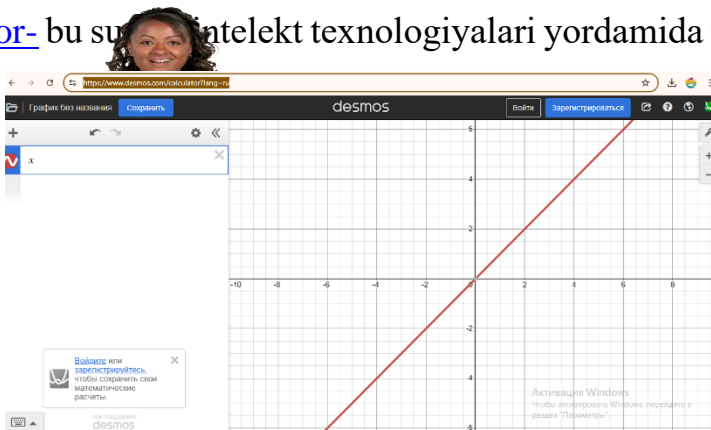 or- bu su intelekt texnologiyalari yordamida
https://www.desmos.com/calculator?lang=ru
График без названия Сохранить desmos Войти Зарегистрироваться
x
6
4
2
-10 -8 -6 -4 -2 0 2 4 6 8
-2
-4
-6
Войдите или
зарегистрируйтесь,
чтобы сохранить свои
математические
расчеты.
при поддержке
desmos
Активация Windows
Чтобы активировать Windows, перейдите в
раздел "Параметры".